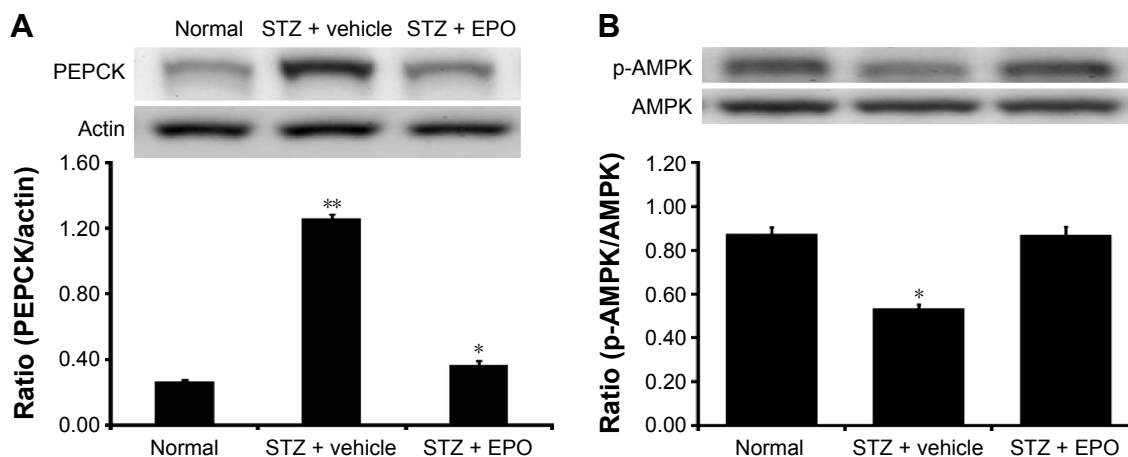 A
Normal STZ + vehicle STZ + EPO
PEPCK
Actin
1.60
1.20
0.80
0.40
0.00
Ratio (PEPCK/actin)
**
*
Normal STZ + vehicle STZ + EPO
B
p-AMPK
AMPK
1.20
1.00
0.80
0.60
0.40
0.20
0.00
Ratio (p-AMPK/AMPK)
*
Normal STZ + vehicle STZ + EPO